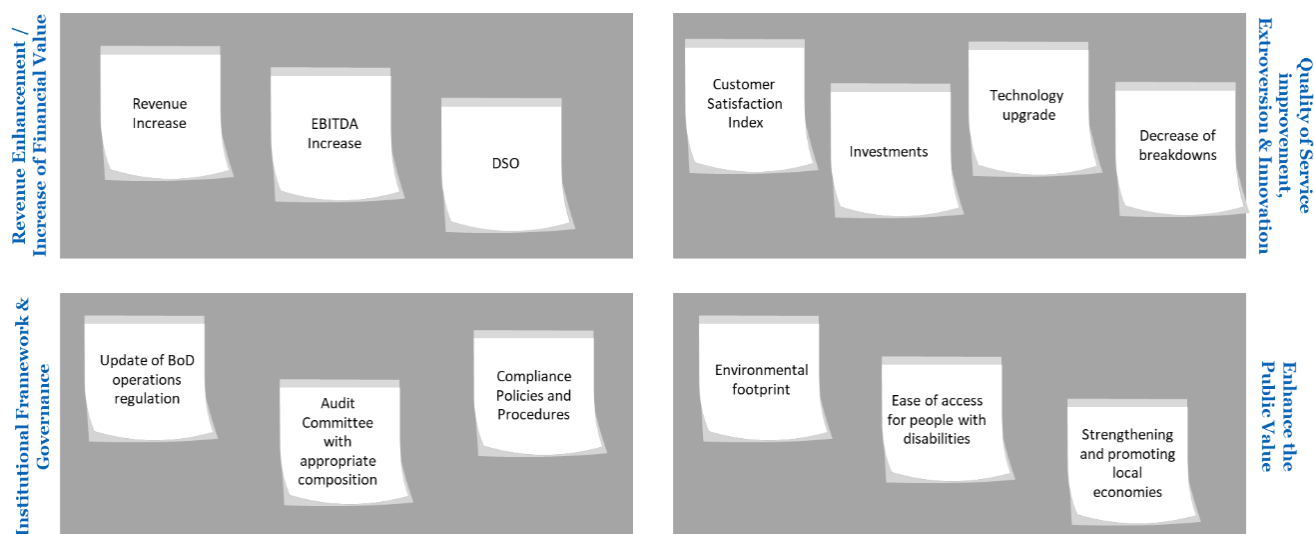 Revenue Enhancement /
Increase of Financial Value
Revenue
Increase
EBITDA
Increase
DSO
Quality of Service
improvement,
Extroversion & Innovation
Customer
Satisfaction
Index
Investments
Technology
upgrade
Decrease of
breakdowns
Institutional Framework &
Governance
Update of BoD
operations
regulation
Audit
Committee
with
appropriate
composition
Compliance
Policies and
Procedures
Enhance the
Public Value
Environmental
footprint
Ease of access
for people with
disabilities
Strengthening
and promoting
local
economies